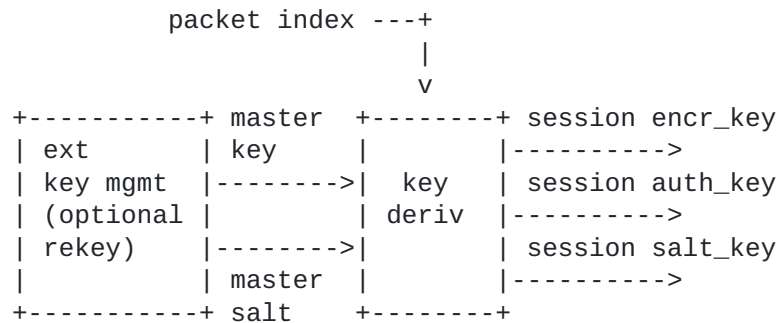 packet index ---+
|
v
+-----------+ master +--------+ session encr_key
| ext | key | |---------->
| key mgmt |-------->| key | session auth_key
| (optional | | deriv |---------->
| rekey) |-------->| | session salt_key
| | master | |---------->
+-----------+ salt +--------+